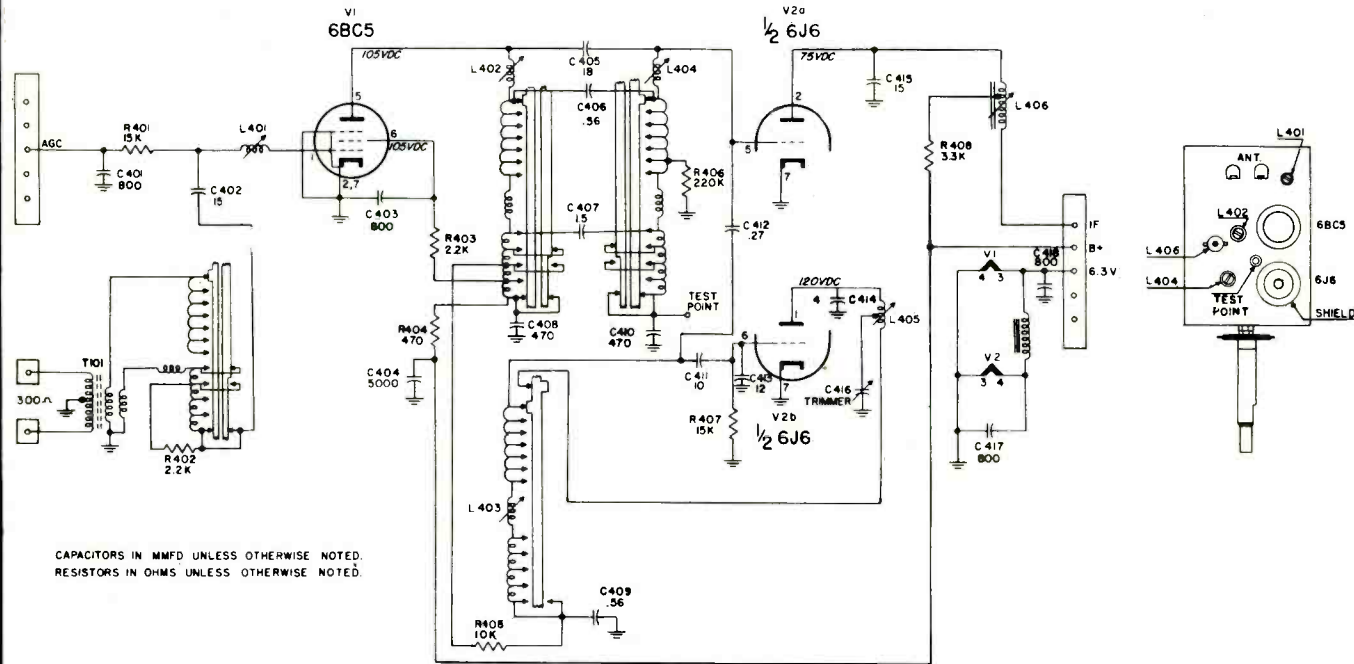 V1
6BC5
105VDC
V2a
½ 6J6
75VDC
AGC
R401
15K
C401
800
L401
C402
15
5
6
1
2,7
105VDC
C403
800
R403
2.2K
L402
C405
18
C406
.56
L404
C407
1.5
R406
220K
C412
.27
5
2
7
C415
15
L406
R408
3.3K
IF
B+
6.3V
V1
4 3
C418
800
V2
3 4
C417
800
L401
ANT.
L402
6BC5
L406
L404
TEST
POINT
6J6
SHIELD
T101
300Ω
R402
2.2K
R404
470
C404
5000
C408
470
C410
470
TEST
POINT
120VDC
4
C414
1
L405
6
C411
10
C413
12
7
C416
TRIMMER
R407
15K
V2b
½ 6J6
L403
C409
.56
R405
10K
CAPACITORS IN MMFD UNLESS OTHERWISE NOTED.
RESISTORS IN OHMS UNLESS OTHERWISE NOTED.